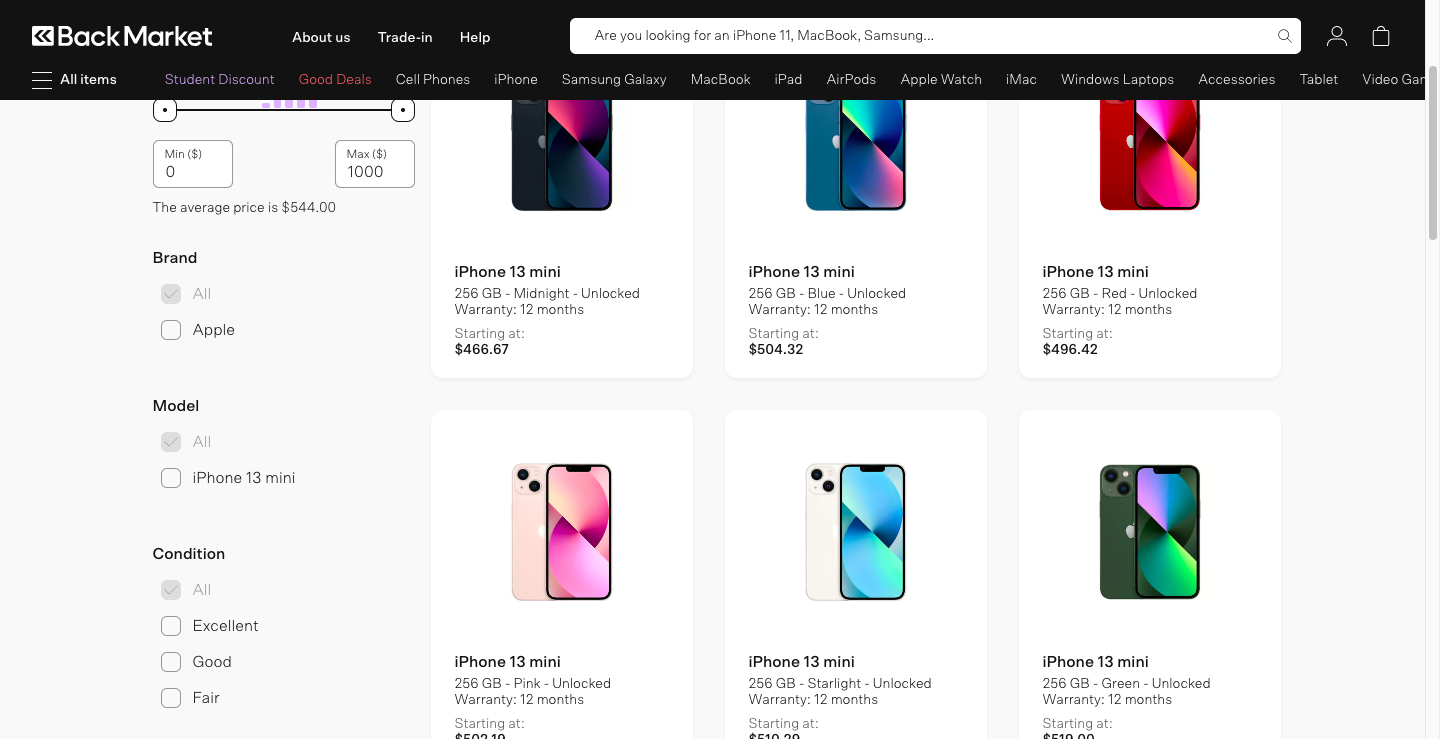 Back Market
About us
Trade-in
Help
Are you looking for an iPhone 11, MacBook, Samsung...
All items
Student Discount
Good Deals
Cell Phones
iPhone
Samsung Galaxy
MacBook
iPad
AirPods
Apple Watch
iMac
Windows Laptops
Accessories
Tablet
Video Gam
Min ($)
0
Max ($)
1000
The average price is $544.00
Brand
All
Apple
Model
All
iPhone 13 mini
Condition
All
Excellent
Good
Fair
iPhone 13 mini
256 GB - Midnight - Unlocked
Warranty: 12 months
Starting at:
$466.67
iPhone 13 mini
256 GB - Blue - Unlocked
Warranty: 12 months
Starting at:
$504.32
iPhone 13 mini
256 GB - Red - Unlocked
Warranty: 12 months
Starting at:
$496.42
iPhone 13 mini
256 GB - Pink - Unlocked
Warranty: 12 months
Starting at:
$502.19
iPhone 13 mini
256 GB - Starlight - Unlocked
Warranty: 12 months
Starting at:
$510.29
iPhone 13 mini
256 GB - Green - Unlocked
Warranty: 12 months
Starting at:
$519.00